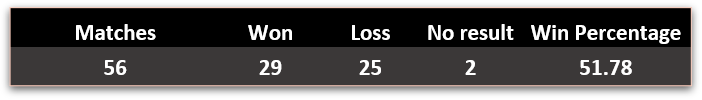 Matches Won Loss No result Win Percentage
56 29 25 2 51.78